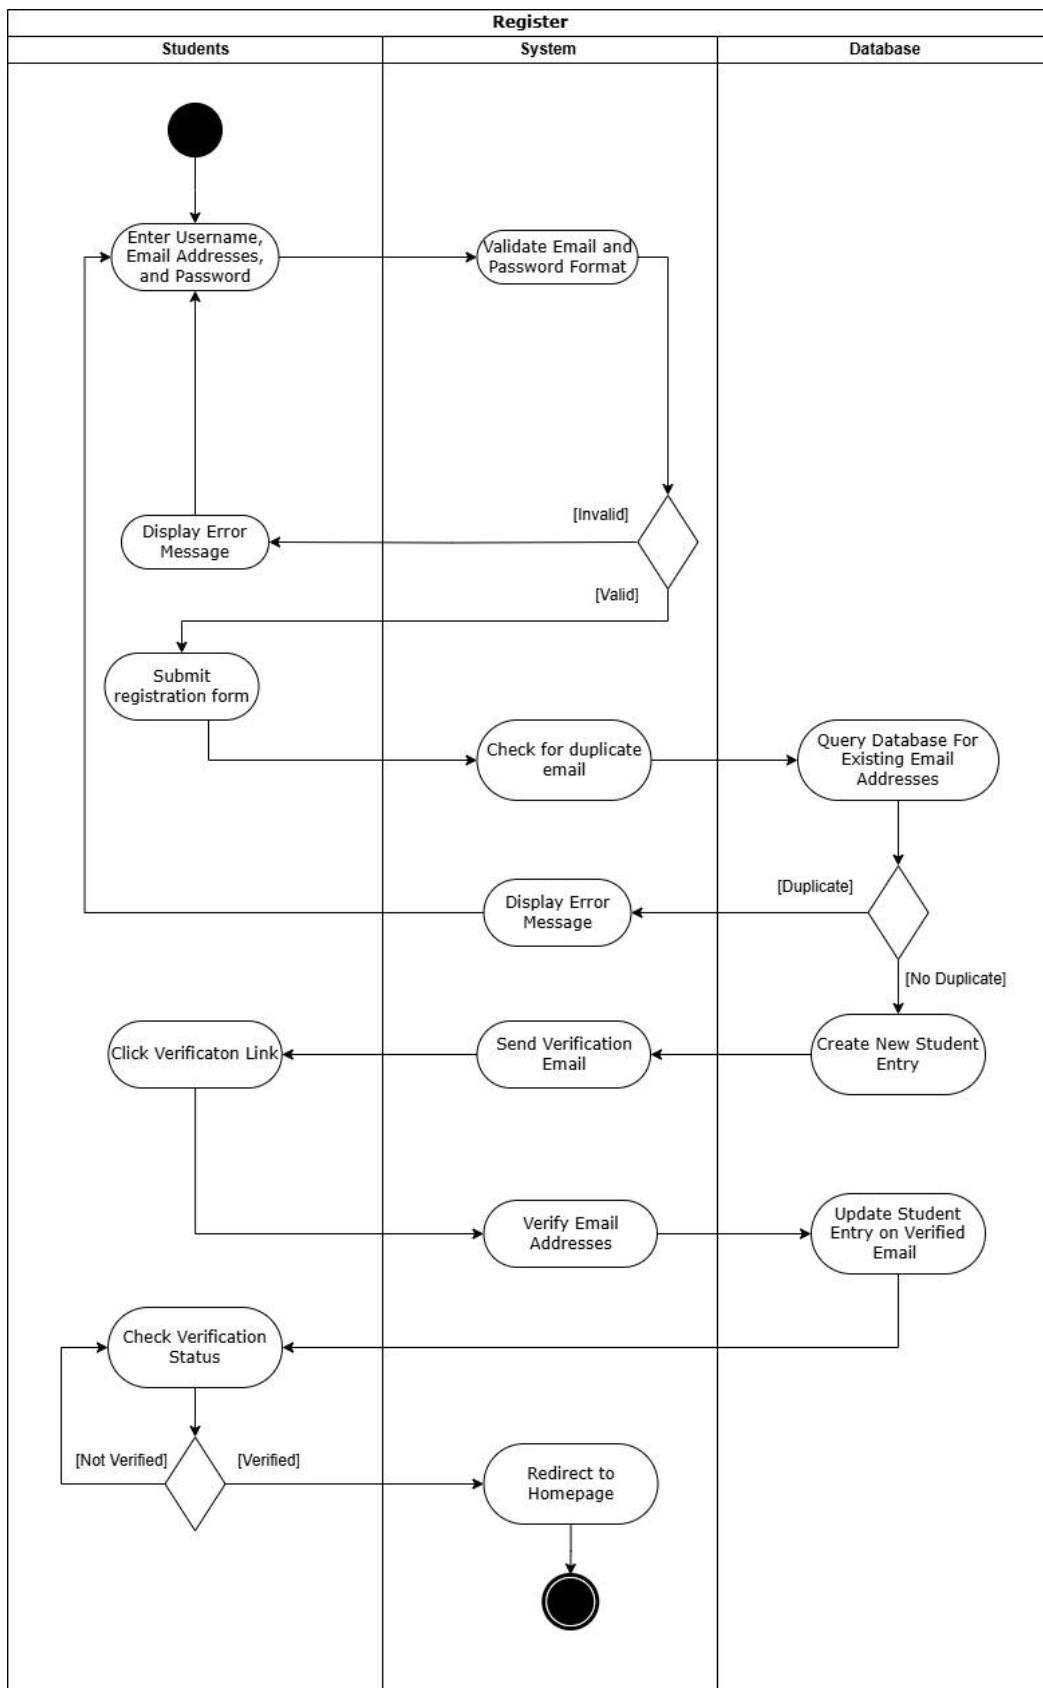 Register
Students
System
Database
Enter Username,
Email Addresses,
and Password
Validate Email and
Password Format
[Invalid]
Display Error
Message
[Valid]
Submit
registration form
Check for duplicate
email
Query Database For
Existing Email
Addresses
[Duplicate]
Display Error
Message
[No Duplicate]
Click Verificaton Link
Send Verification
Email
Create New Student
Entry
Verify Email
Addresses
Update Student
Entry on Verified
Email
Check Verification
Status
[Not Verified]
[Verified]
Redirect to
Homepage